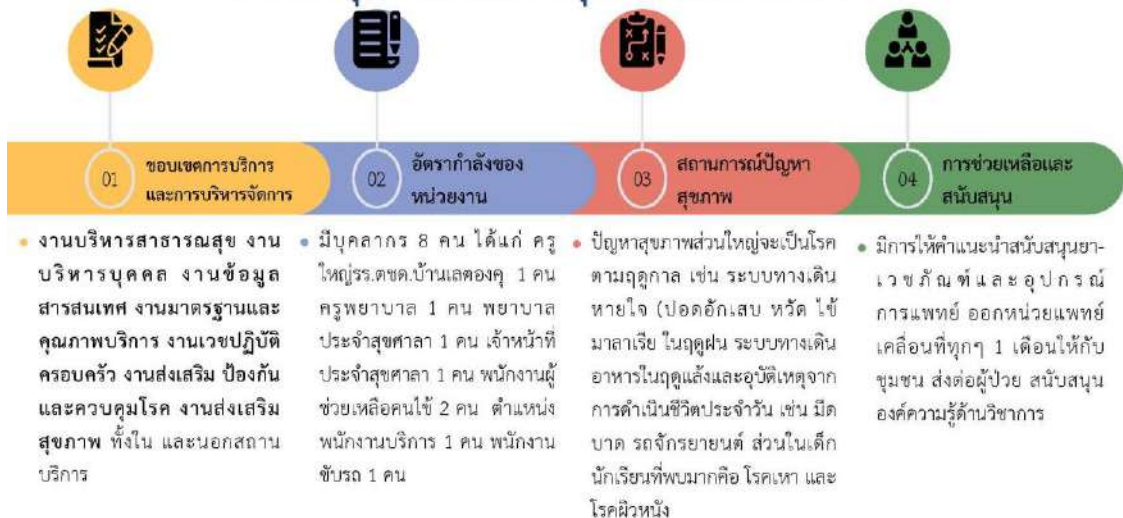 01
ขอบเขตการบริการ
และการบริหารจัดการ
02
อัตรากำลังของ
หน่วยงาน
03
สถานการณ์ปัญหา
สุขภาพ
04
การช่วยเหลือและ
สนับสนุน
• งานบริหารสาธารณสุข งาน
บริหารบุคคล งานข้อมูล
สารสนเทศ งานมาตรฐานและ
คุณภาพบริการ งานเวชปฏิบัติ
ครอบครัว งานส่งเสริม ป้องกัน
และควบคุมโรค งานส่งเสริม
สุขภาพ ทั้งใน และนอกสถาน
บริการ
• มีบุคลากร 8 คน ได้แก่ ครู
ใหญ่รร.ตชด.บ้านเลตองคุ 1 คน
ครูพยาบาล 1 คน พยาบาล
ประจำสุขศาลา 1 คน เจ้าหน้าที่
ประจำสุขศาลา 1 คน พนักงานผู้
ช่วยเหลือคนไข้ 2 คน ตำแหน่ง
พนักงานบริการ 1 คน พนักงาน
ขับรถ 1 คน
• ปัญหาสุขภาพส่วนใหญ่จะเป็นโรค
ตามฤดูกาล เช่น ระบบทางเดิน
หายใจ (ปอดอักเสบ หวัด ไข้
มาลาเรีย ในฤดูฝน ระบบทางเดิน
อาหารในฤดูแล้งและอุบัติเหตุจาก
การดำเนินชีวิตประจำวัน เช่น มีด
บาด รถจักรยายนต์ ส่วนในเด็ก
นักเรียนที่พบมากคือ โรคเหา และ
โรคผิวหนัง
• มีการให้คำแนะนำสนับสนุนยา-
เวชภัณฑ์และอุปกรณ์
การแพทย์ ออกหน่วยแพทย์
เคลื่อนที่ทุกๆ 1 เดือนให้กับ
ชุมชน ส่งต่อผู้ป่วย สนับสนุน
องค์ความรู้ด้านวิชาการ